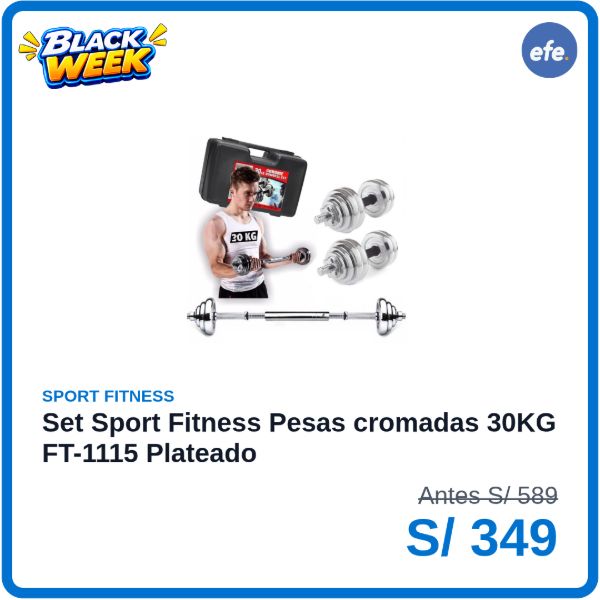 BLACK
WEEK
efe.
30 KG
SPORT FITNESS
Set Sport Fitness Pesas cromadas 30KG
FT-1115 Plateado
Antes S/ 589
S/ 349